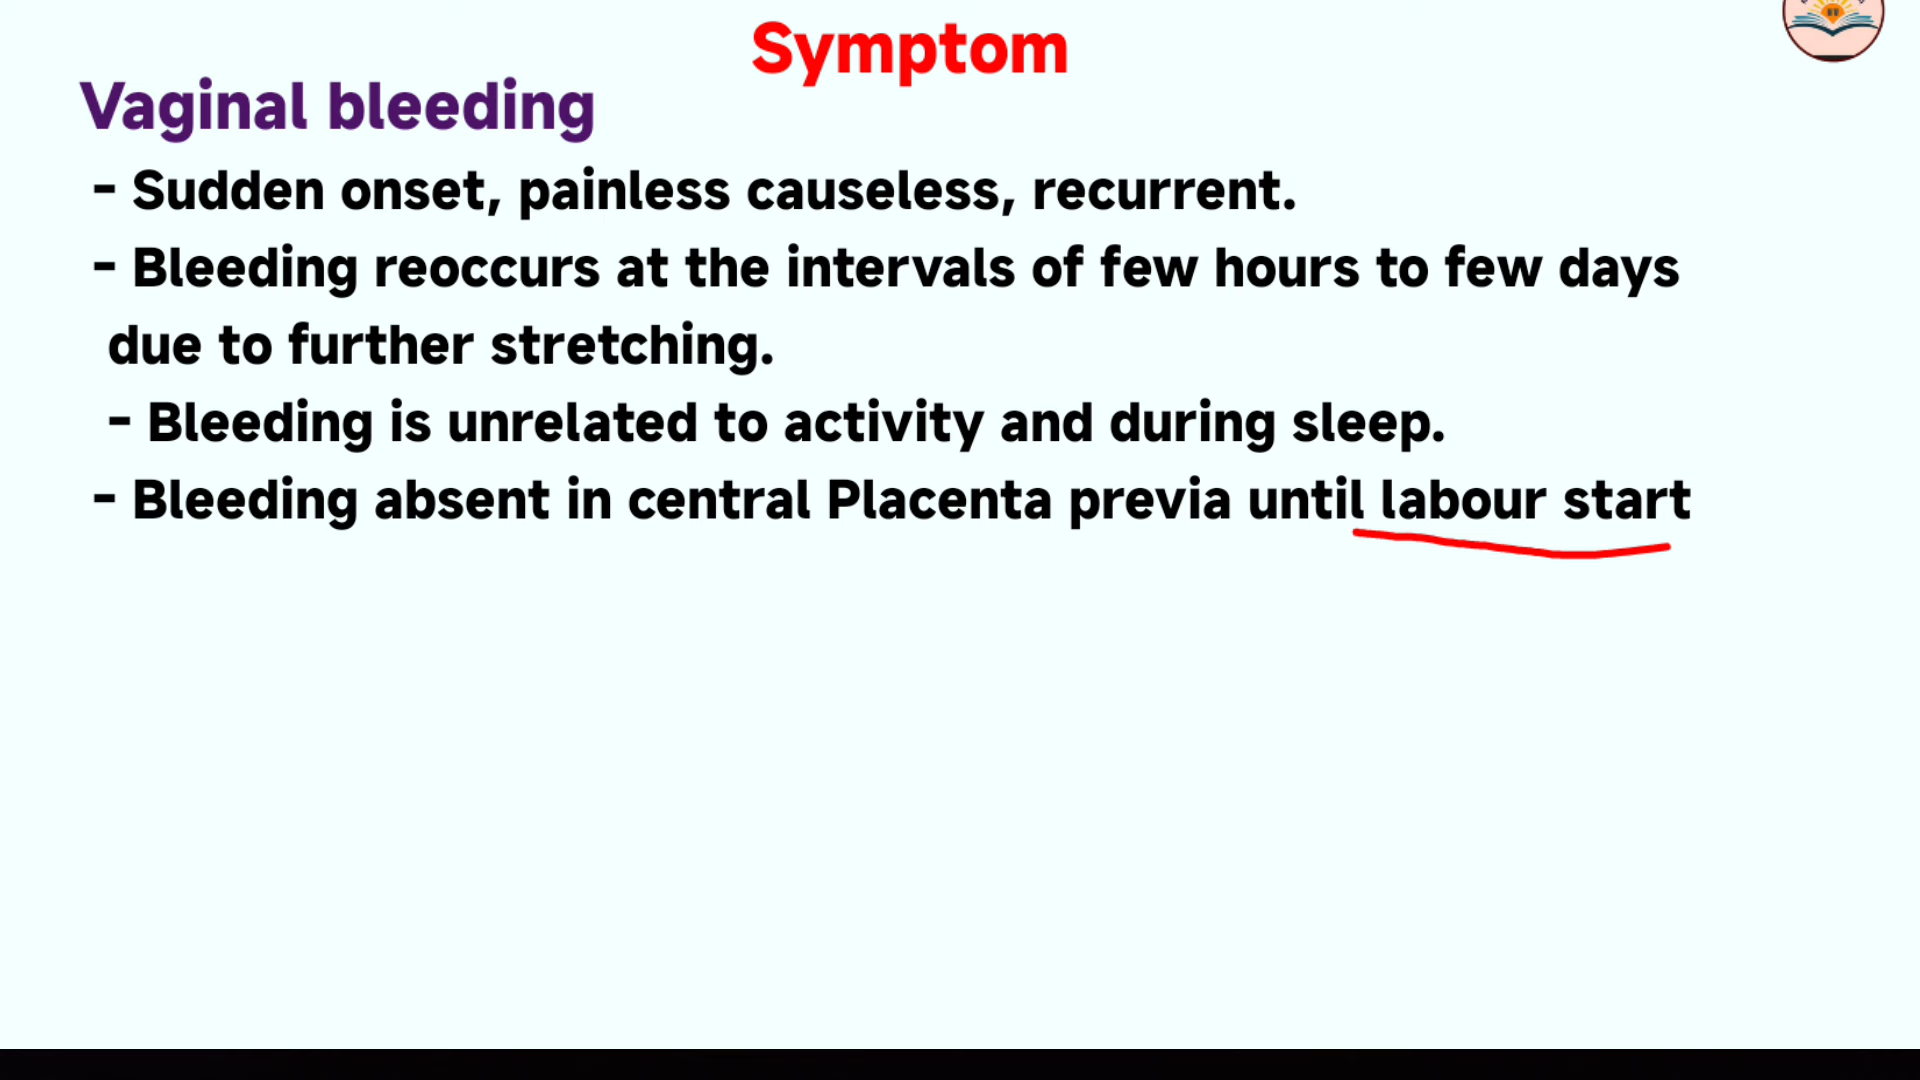 Symptom
Vaginal bleeding
- Sudden onset, painless causeless, recurrent.
- Bleeding reoccurs at the intervals of few hours to few days
due to further stretching.
- Bleeding is unrelated to activity and during sleep.
- Bleeding absent in central Placenta previa until labour start